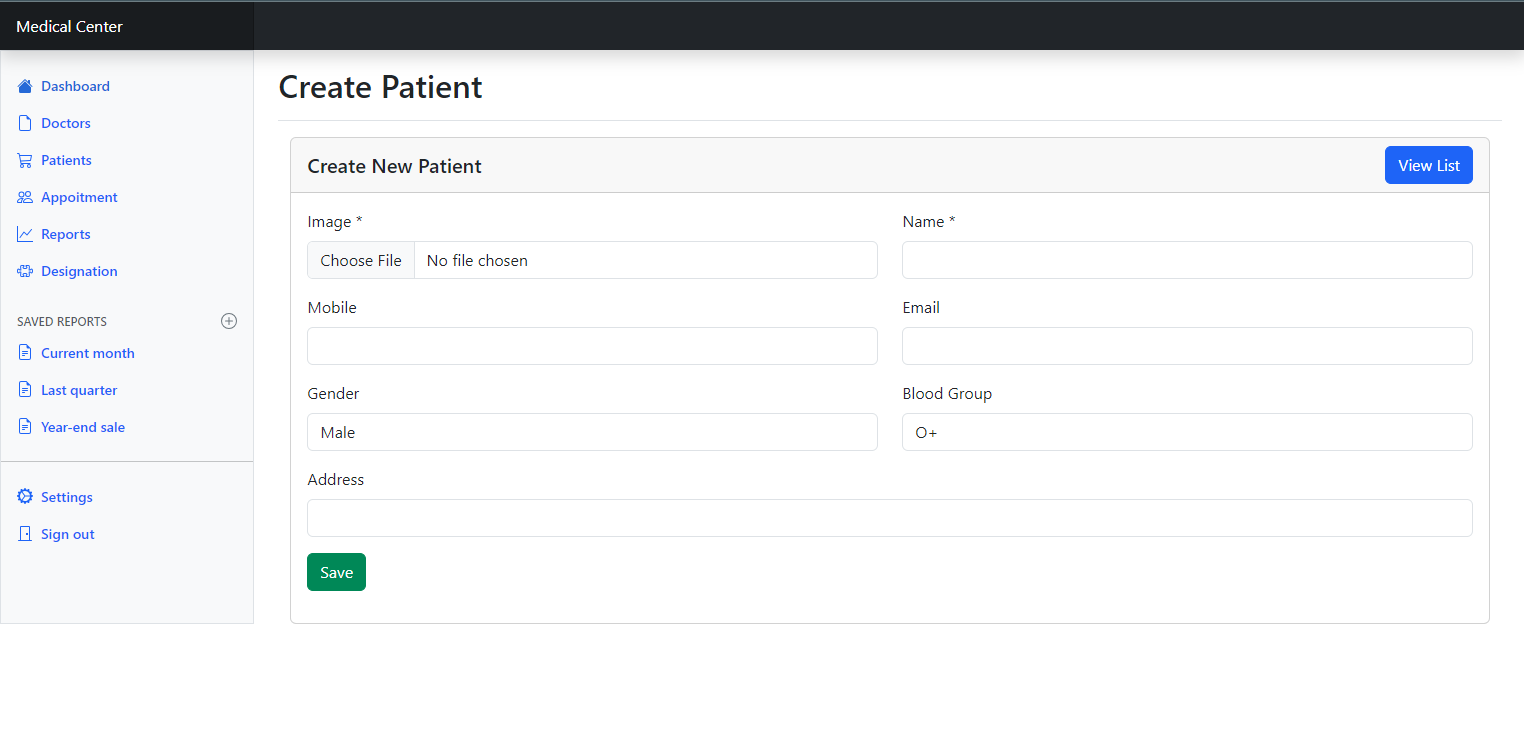 Medical Center
Dashboard
Doctors
Patients
Appoitment
Reports
Designation
SAVED REPORTS
Current month
Last quarter
Year-end sale
Settings
Sign out
Create Patient
Create New Patient
View List
Image *
Name *
Choose File No file chosen
Mobile
Email
Gender
Blood Group
Male
O+
Address
Save